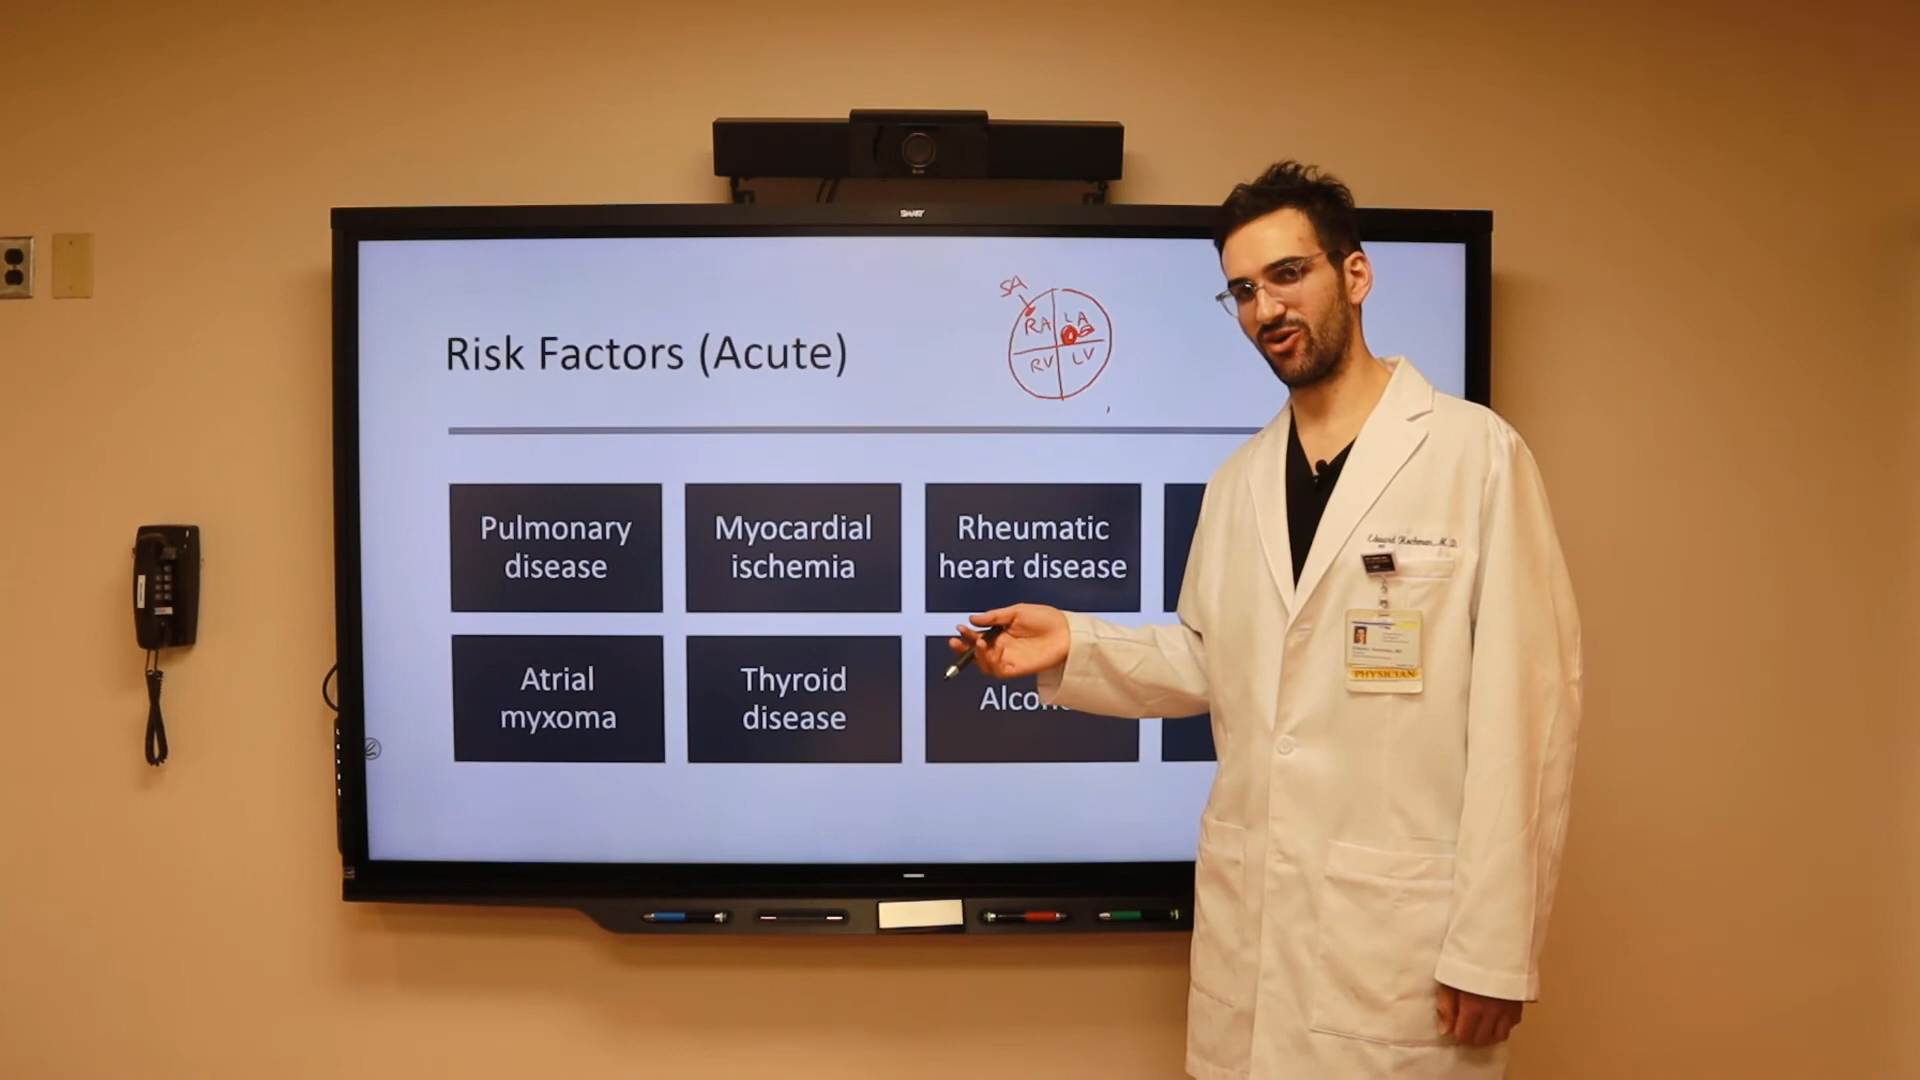 SMART
SA
RA
LA
RV
LV
Risk Factors (Acute)
Pulmonary
disease
Myocardial
ischemia
Rheumatic
heart disease
Atrial
myxoma
Thyroid
disease
Alco
M.D.
PHYSICIAN